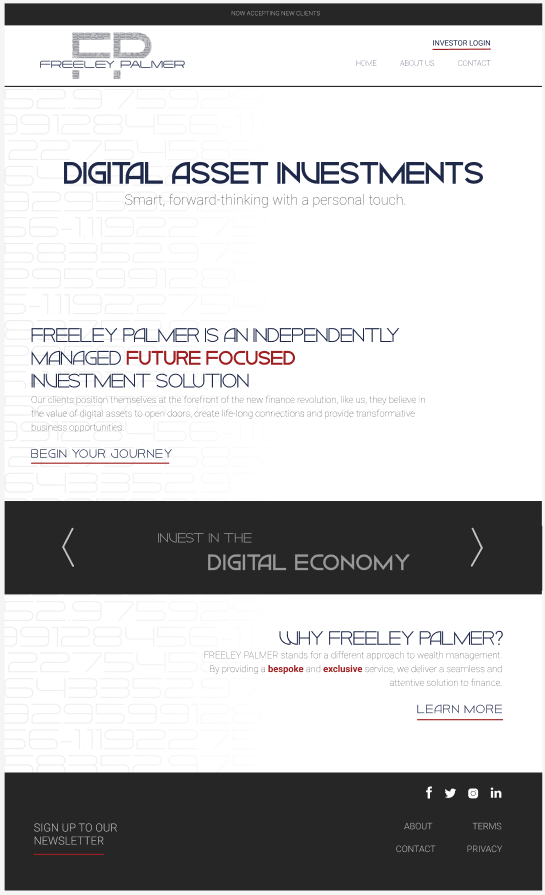 NOW ACCEPTING NEW CLIENTS
FP
FREELEY PALMER
INVESTOR LOGIN
HOME ABOUT US CONTACT
DIGITAL ASSET INVESTMENTS
Smart, forward-thinking with a personal touch.
FREELEY PALMER IS AN INDEPENDENTLY
MANAGED FUTURE FOCUSED
INVESTMENT SOLUTION
Our clients position themselves at the forefront of the new finance revolution, like us, they believe in
the value of digital assets to open doors, create life-long connections and provide transformative
business opportunities.
BEGIN YOUR JOURNEY
INVEST IN THE
DIGITAL ECONOMY
WHY FREELEY PALMER?
FREELEY PALMER stands for a different approach to wealth management.
By providing a bespoke and exclusive service, we deliver a seamless and
attentive solution to finance.
LEARN MORE
SIGN UP TO OUR
NEWSLETTER
ABOUT TERMS
CONTACT PRIVACY